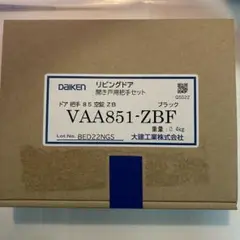 DAIKEN
リビングドア
開き戸用把手セット
QS022
ドア 把手 85 空錠 ZB
ブラック
VAA851-ZBF
重量：0.4kg
Lot No. BED22NGS
大建工業株式会社